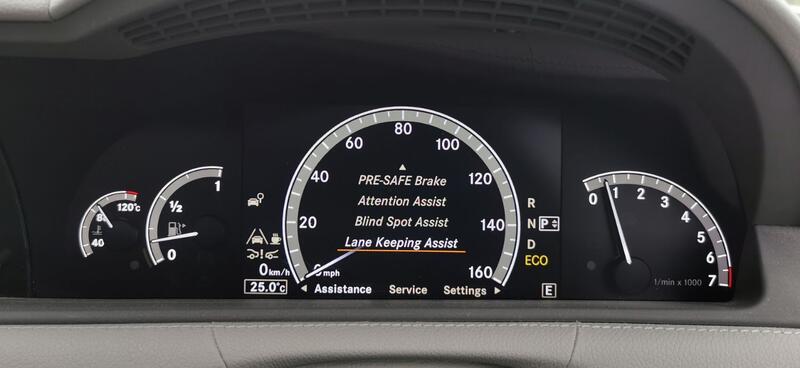 120°C
80
40
1
½
0
0 km/h
25.0°C
20
40
60
80
100
120
140
160
0 mph
PRE-SAFE Brake
Attention Assist
Blind Spot Assist
Lane Keeping Assist
Assistance Service Settings
R
N P
D
ECO
E
0
1
2
3
4
5
6
7
1/min x 1000